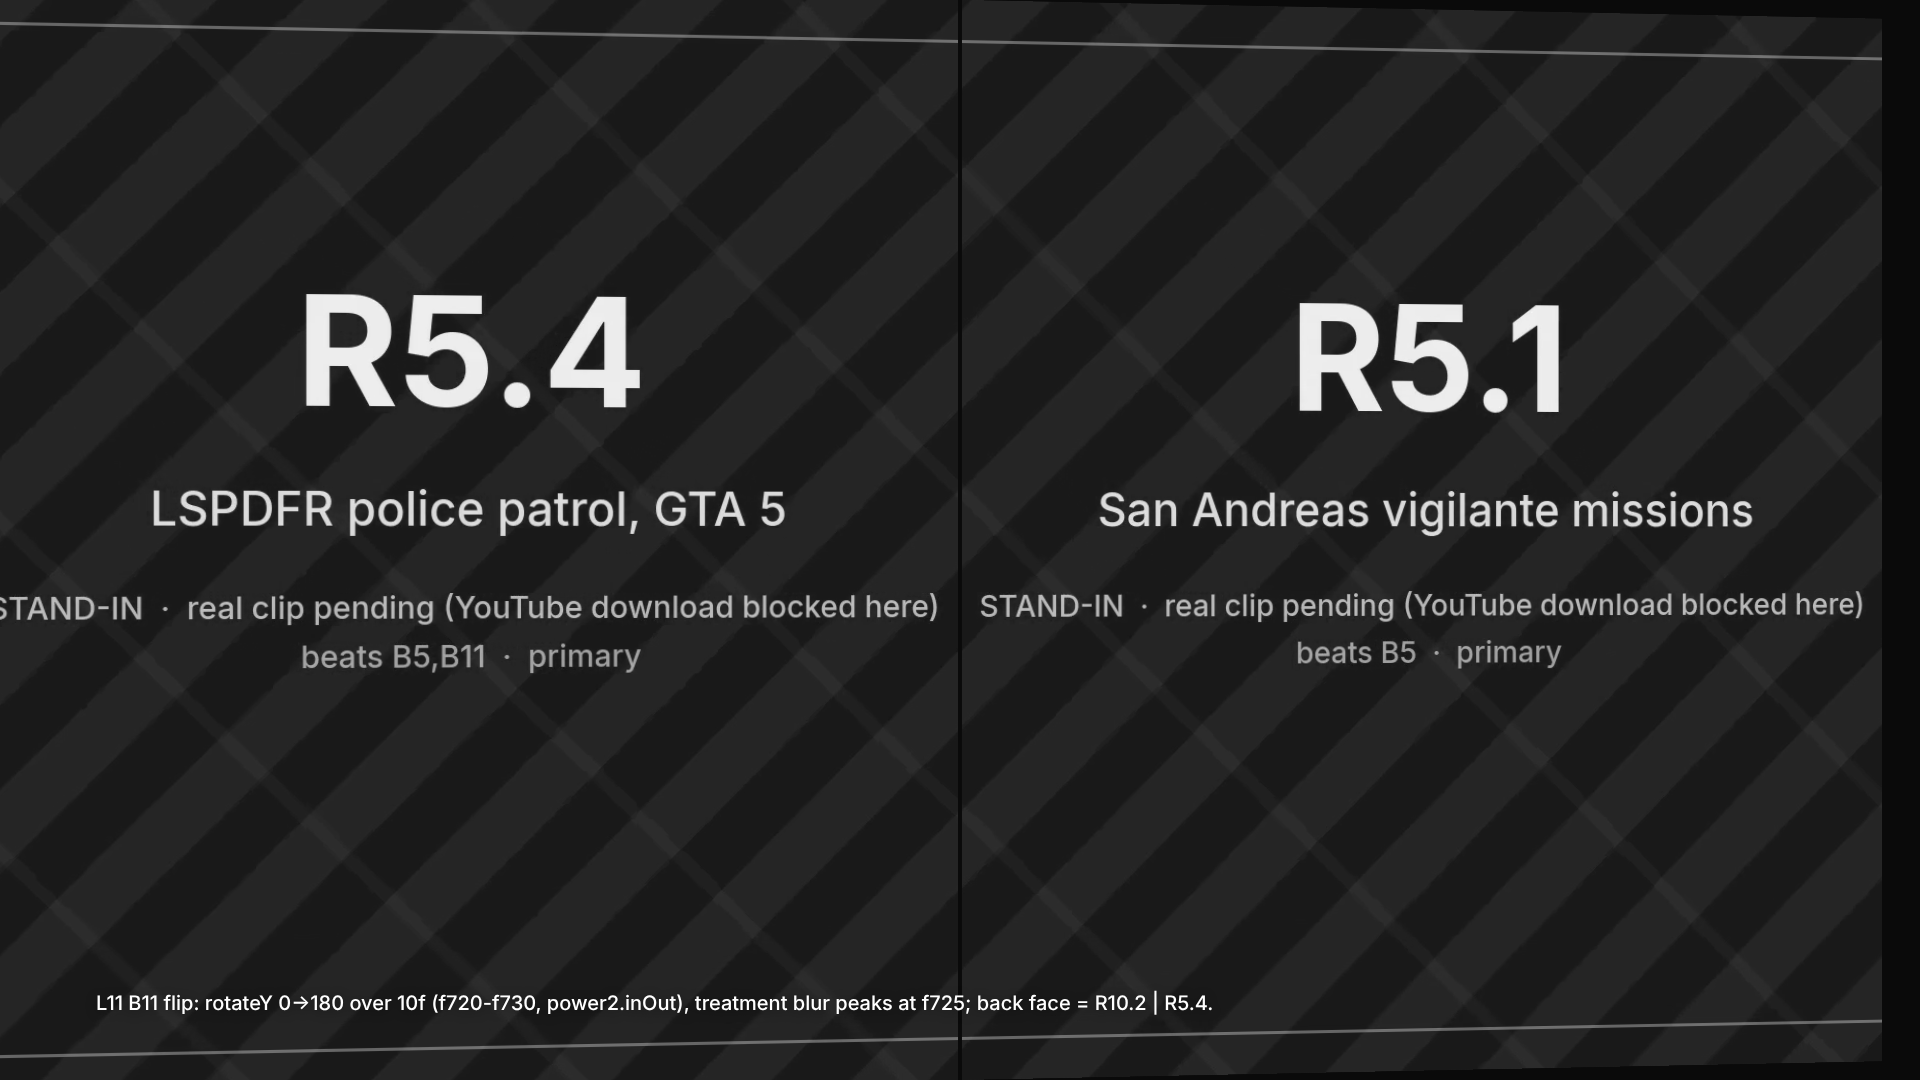 R5.4
LSPDFR police patrol, GTA 5
STAND-IN · real clip pending (YouTube download blocked here)
beats B5,B11 · primary
R5.1
San Andreas vigilante missions
STAND-IN · real clip pending (YouTube download blocked here)
beats B5 · primary
L11 B11 flip: rotateY 0→180 over 10f (f720-f730, power2.inOut), treatment blur peaks at f725; back face = R10.2 | R5.4.